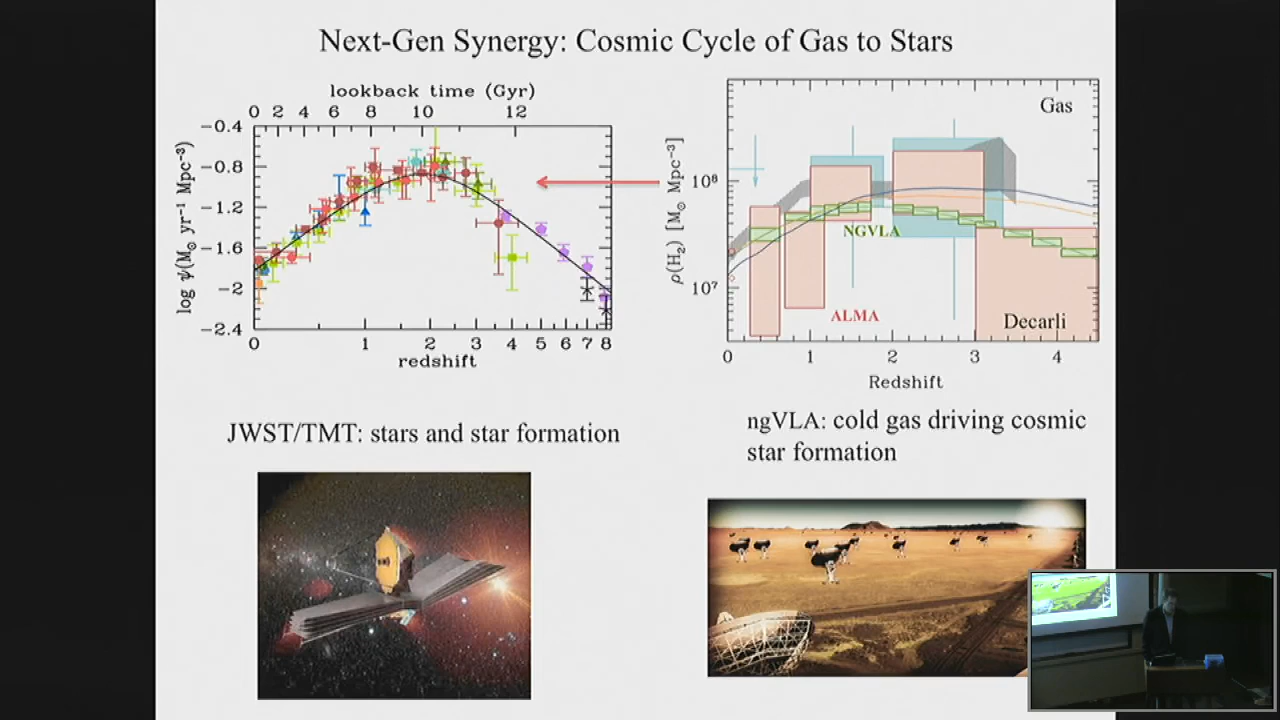 Next-Gen Synergy: Cosmic Cycle of Gas to Stars
lookback time (Gyr)
0 2 4 6 8 10 12
log ψ(M⊙ yr⁻¹ Mpc⁻³)
−0.4
−0.8
−1.2
−1.6
−2
−2.4
0 1 2 3 4 5 6 7 8
redshift
Gas
ρ(H₂) [M⊙ Mpc⁻³]
10⁸
10⁷
NGVLA
ALMA
Decarli
0 1 2 3 4
Redshift
JWST/TMT: stars and star formation
ngVLA: cold gas driving cosmic
star formation